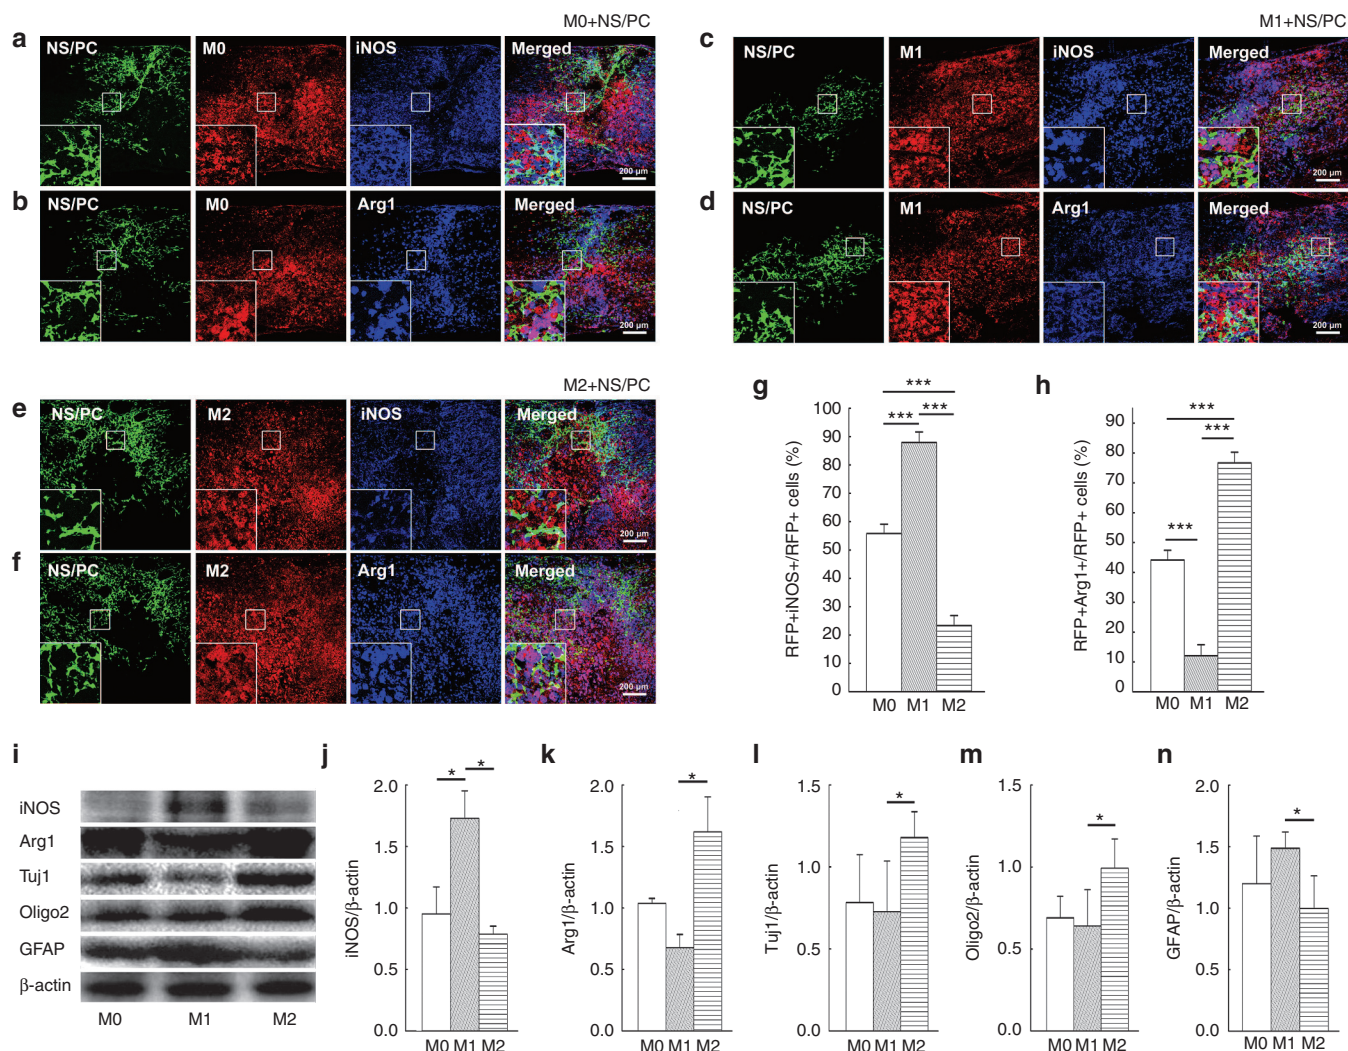 M0+NS/PC
M1+NS/PC
a
NS/PC M0 iNOS Merged
200 µm
c
NS/PC M1 iNOS Merged
200 µm
b
NS/PC M0 Arg1 Merged
200 µm
d
NS/PC M1 Arg1 Merged
200 µm
M2+NS/PC
e
NS/PC M2 iNOS Merged
200 µm
f
NS/PC M2 Arg1 Merged
200 µm
g
RFP+iNOS+/RFP+ cells (%)
100
90
80
70
60
50
40
30
20
10
0
***
*** ***
M0 M1 M2
h
RFP+Arg1+/RFP+ cells (%)
90
80
70
60
50
40
30
20
10
0
***
***
***
M0 M1 M2
i
iNOS
Arg1
Tuj1
Oligo2
GFAP
β-actin
M0 M1 M2
j
iNOS/β-actin
2.0
1.5
1.0
0.5
0.0
* *
M0 M1 M2
k
Arg1/β-actin
2.0
1.5
1.0
0.5
0.0
*
M0 M1 M2
l
Tuj1/β-actin
1.5
1.0
0.5
0.0
*
M0 M1 M2
m
Oligo2/β-actin
1.5
1.0
0.5
0.0
*
M0 M1 M2
n
GFAP/β-actin
2.0
1.5
1.0
0.5
0.0
*
M0 M1 M2